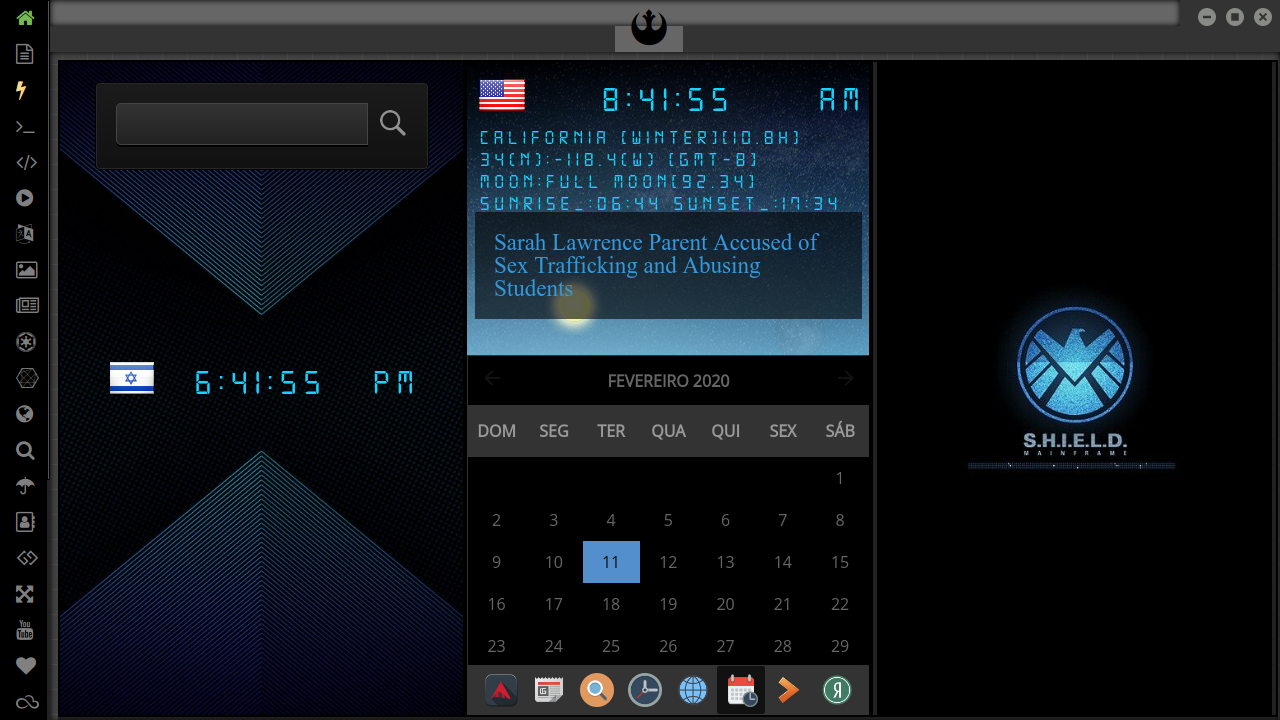 8:41:55 AM
CALIFORNIA [WINTER][10.8H]
34[N]:-118.4[W] [GMT-8]
MOON:FULL MOON[92.34]
SUNRISE_:06:44 SUNSET_:17:34
Sarah Lawrence Parent Accused of
Sex Trafficking and Abusing
Students
6:41:55 PM
FEVEREIRO 2020
DOM SEG TER QUA QUI SEX SÁB
1
2 3 4 5 6 7 8
9 10 11 12 13 14 15
16 17 18 19 20 21 22
23 24 25 26 27 28 29
S.H.I.E.L.D.
MAINFRAME
You
Tube
Я